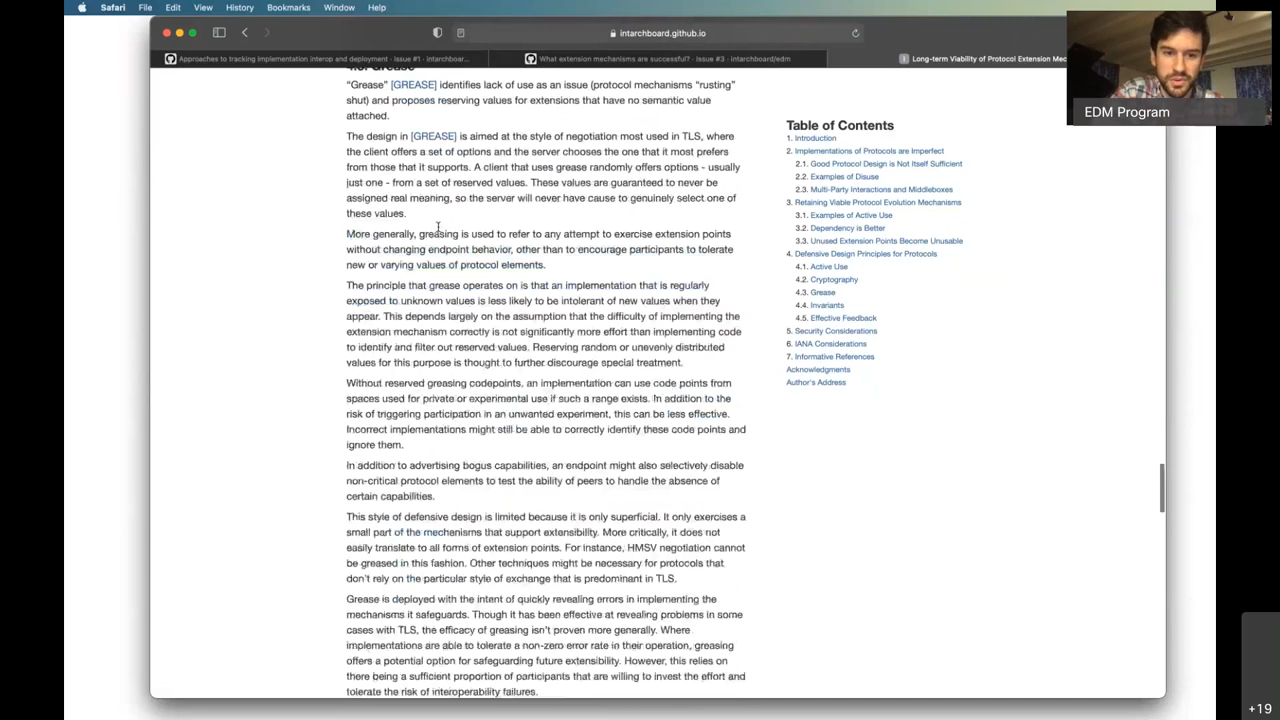 Safari File Edit View History Bookmarks Window Help
intarchboard.github.io
Approaches to tracking implementation interop and deployment · Issue #1 · intarchboar...
What extension mechanisms are successful? · Issue #3 · intarchboard/edm
Long-term Viability of Protocol Extension Mec
EDM Program
4.3. Grease
"Grease" [GREASE] identifies lack of use as an issue (protocol mechanisms "rusting"
shut) and proposes reserving values for extensions that have no semantic value
attached.
The design in [GREASE] is aimed at the style of negotiation most used in TLS, where
the client offers a set of options and the server chooses the one that it most prefers
from those that it supports. A client that uses grease randomly offers options - usually
just one - from a set of reserved values. These values are guaranteed to never be
assigned real meaning, so the server will never have cause to genuinely select one of
these values.
More generally, greasing is used to refer to any attempt to exercise extension points
without changing endpoint behavior, other than to encourage participants to tolerate
new or varying values of protocol elements.
The principle that grease operates on is that an implementation that is regularly
exposed to unknown values is less likely to be intolerant of new values when they
appear. This depends largely on the assumption that the difficulty of implementing the
extension mechanism correctly is not significantly more effort than implementing code
to identify and filter out reserved values. Reserving random or unevenly distributed
values for this purpose is thought to further discourage special treatment.
Without reserved greasing codepoints, an implementation can use code points from
spaces used for private or experimental use if such a range exists. In addition to the
risk of triggering participation in an unwanted experiment, this can be less effective.
Incorrect implementations might still be able to correctly identify these code points and
ignore them.
In addition to advertising bogus capabilities, an endpoint might also selectively disable
non-critical protocol elements to test the ability of peers to handle the absence of
certain capabilities.
This style of defensive design is limited because it is only superficial. It only exercises a
small part of the mechanisms that support extensibility. More critically, it does not
easily translate to all forms of extension points. For instance, HMSV negotiation cannot
be greased in this fashion. Other techniques might be necessary for protocols that
don't rely on the particular style of exchange that is predominant in TLS.
Grease is deployed with the intent of quickly revealing errors in implementing the
mechanisms it safeguards. Though it has been effective at revealing problems in some
cases with TLS, the efficacy of greasing isn't proven more generally. Where
implementations are able to tolerate a non-zero error rate in their operation, greasing
offers a potential option for safeguarding future extensibility. However, this relies on
there being a sufficient proportion of participants that are willing to invest the effort and
tolerate the risk of interoperability failures.
Table of Contents
1. Introduction
2. Implementations of Protocols are Imperfect
2.1. Good Protocol Design is Not Itself Sufficient
2.2. Examples of Disuse
2.3. Multi-Party Interactions and Middleboxes
3. Retaining Viable Protocol Evolution Mechanisms
3.1. Examples of Active Use
3.2. Dependency is Better
3.3. Unused Extension Points Become Unusable
4. Defensive Design Principles for Protocols
4.1. Active Use
4.2. Cryptography
4.3. Grease
4.4. Invariants
4.5. Effective Feedback
5. Security Considerations
6. IANA Considerations
7. Informative References
Acknowledgments
Author's Address
+19